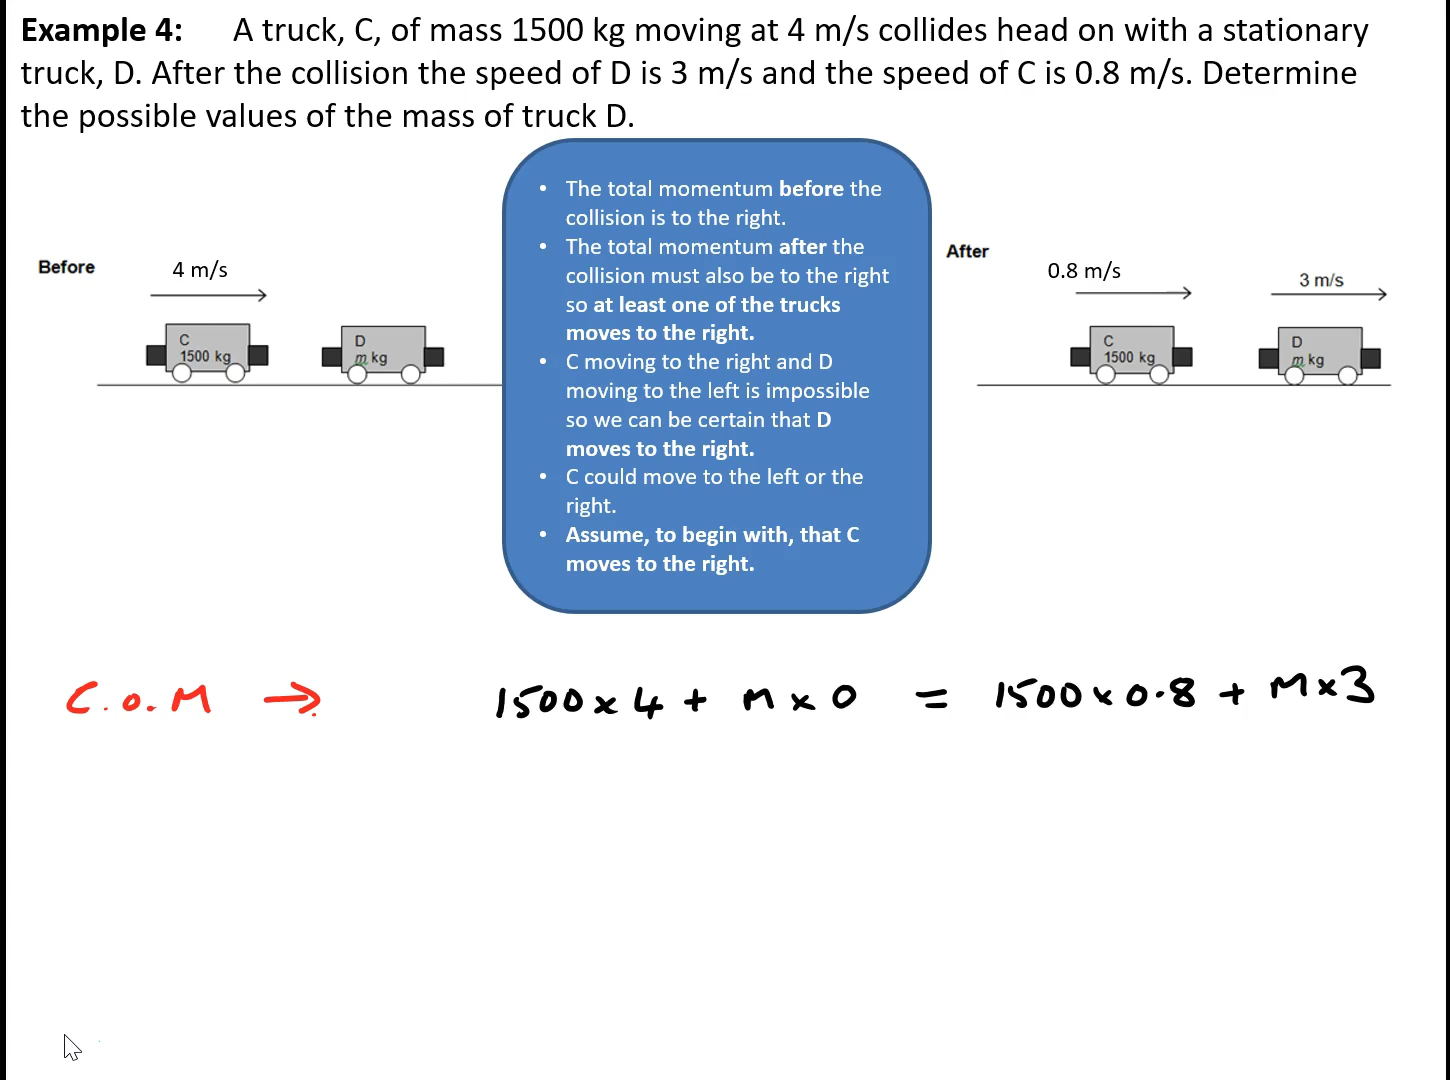 Example 4: A truck, C, of mass 1500 kg moving at 4 m/s collides head on with a stationary
truck, D. After the collision the speed of D is 3 m/s and the speed of C is 0.8 m/s. Determine
the possible values of the mass of truck D.
Before
4 m/s
C
1500 kg
D
m kg
• The total momentum before the
collision is to the right.
• The total momentum after the
collision must also be to the right
so at least one of the trucks
moves to the right.
• C moving to the right and D
moving to the left is impossible
so we can be certain that D
moves to the right.
• C could move to the left or the
right.
• Assume, to begin with, that C
moves to the right.
After
0.8 m/s
3 m/s
C
1500 kg
D
m kg
C.O.M → 1500 x 4 + M x 0 = 1500 x 0.8 + M x 3